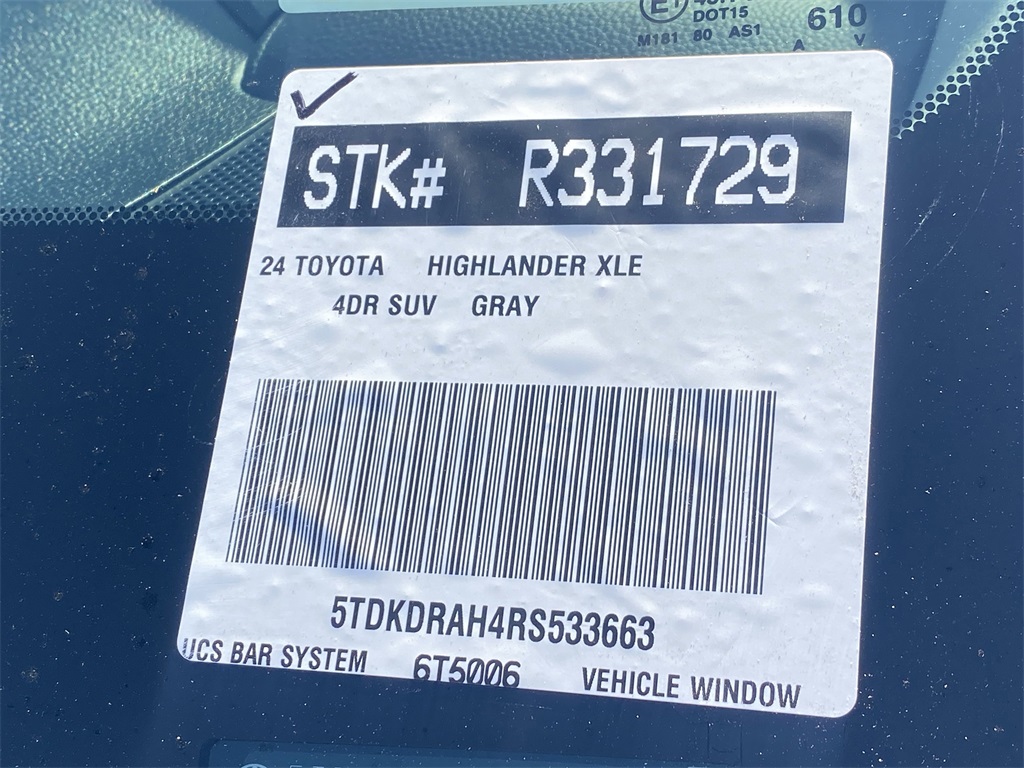 DOT15
M181 80 AS1
610
A V
STK# R331729
24 TOYOTA HIGHLANDER XLE
4DR SUV GRAY
5TDKDRAH4RS533663
UCS BAR SYSTEM 6T5006 VEHICLE WINDOW